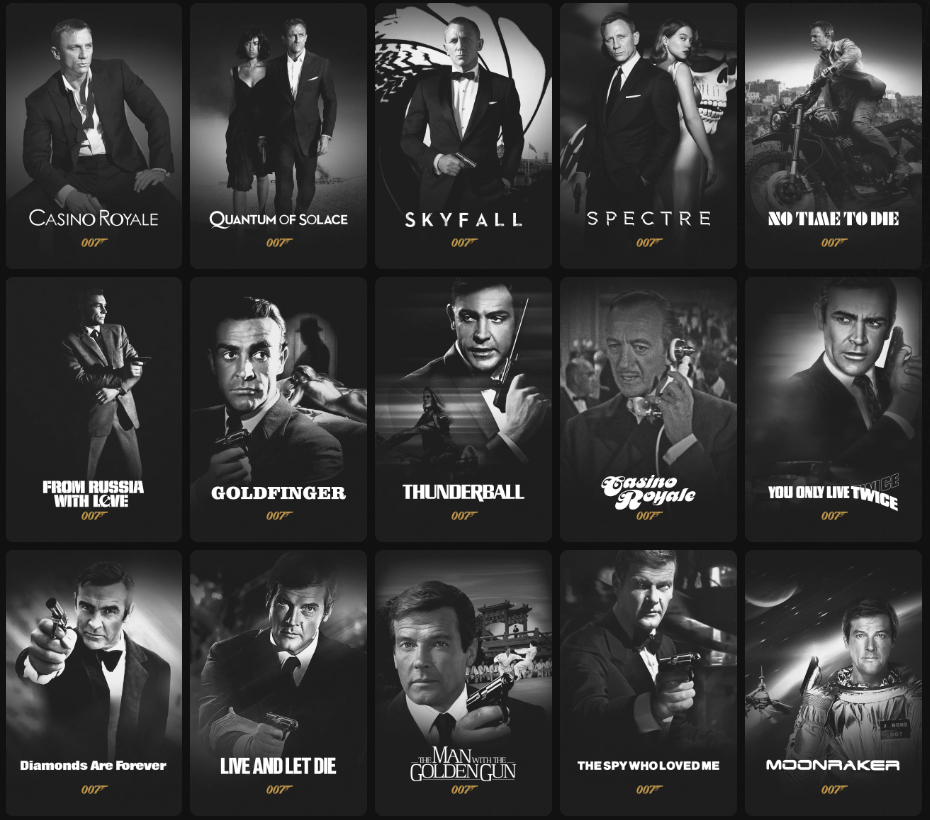 CASINO ROYALE
007
QUANTUM OF SOLACE
007
SKYFALL
007
SPECTRE
007
NO TIME TO DIE
007
FROM RUSSIA
WITH LOVE
007
GOLDFINGER
THUNDERBALL
007
Casino
Royale
007
YOU ONLY LIVE TWICE
TWICE
007
Diamonds Are Forever
007
LIVE AND LET DIE
007
THE MAN WITH THE
GOLDEN GUN
007
THE SPY WHO LOVED ME
007
J BOND
007
MOONRAKER
007